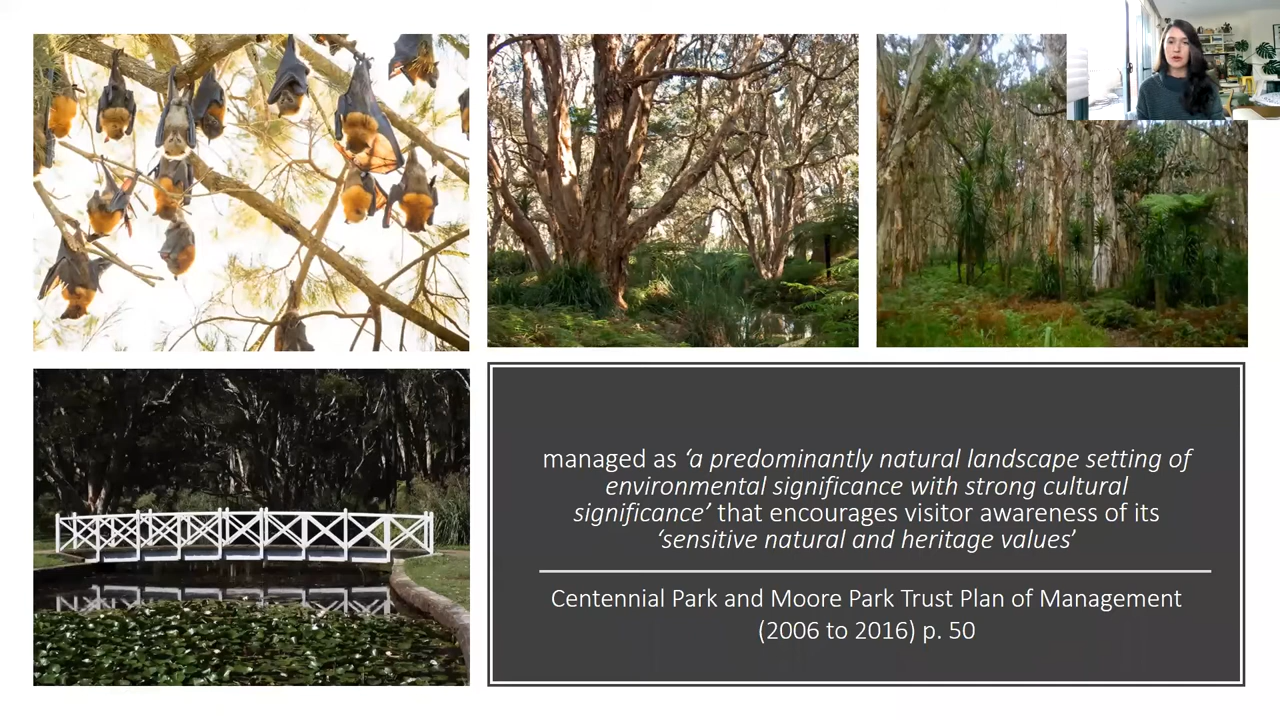 managed as ‘a predominantly natural landscape setting of
environmental significance with strong cultural
significance’ that encourages visitor awareness of its
‘sensitive natural and heritage values’
Centennial Park and Moore Park Trust Plan of Management
(2006 to 2016) p. 50